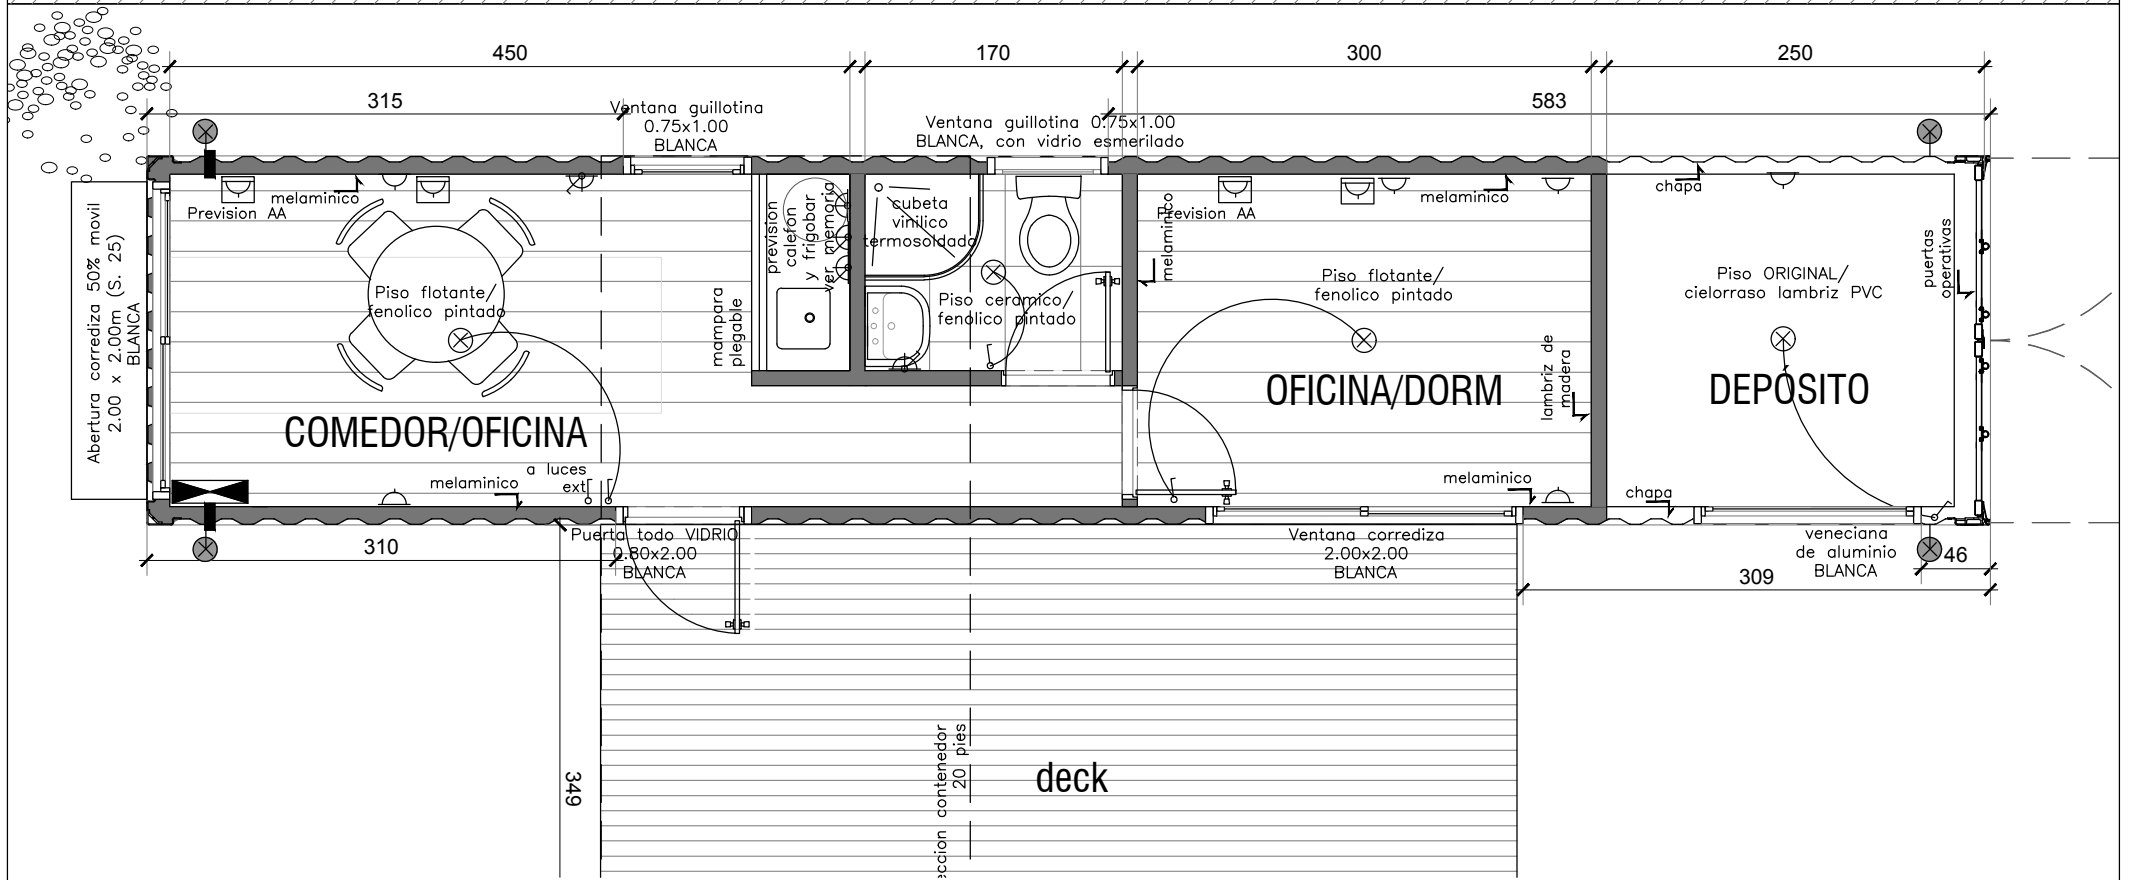 450
170
300
250
315
583
Ventana guillotina
0.75x1.00
BLANCA
Ventana guillotina 0.75x1.00
BLANCA, con vidrio esmerilado
Abertura corrediza 50% movil
2.00 x 2.00m (S. 25)
BLANCA
Prevision AA
melaminico
Piso flotante/
fenolico pintado
COMEDOR/OFICINA
melaminico
a luces
ext
mampara
plegable
prevision
calefon
y frigobar
ver memoria
cubeta
vinilico
termosoldado
Piso ceramico/
fenolico pintado
melaminico
Prevision AA
melaminico
Piso flotante/
fenolico pintado
OFICINA/DORM
lambriz de
madera
melaminico
chapa
Piso ORIGINAL/
cielorraso lambriz PVC
DEPOSITO
puertas
operativas
chapa
310
Puerta todo VIDRIO
0.80x2.00
BLANCA
Ventana corrediza
2.00x2.00
BLANCA
veneciana
de aluminio
BLANCA
46
309
349
eccion contenedor
20 pies
deck